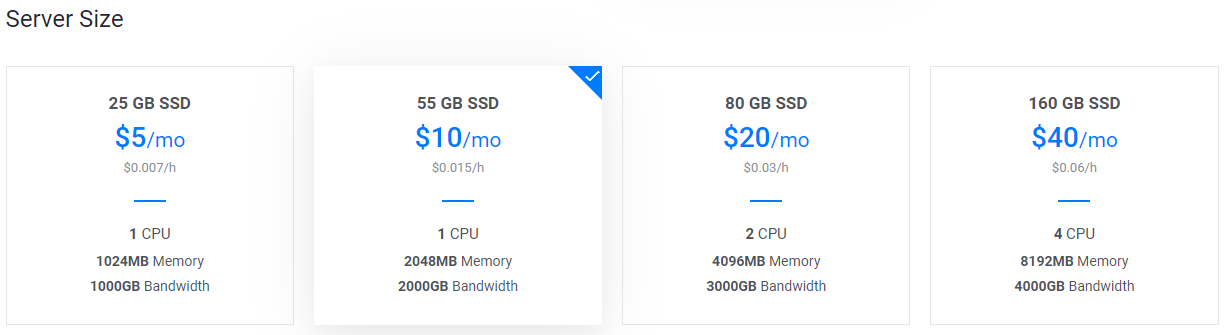 Server Size
25 GB SSD
$5/mo
$0.007/h
1 CPU
1024MB Memory
1000GB Bandwidth
55 GB SSD
$10/mo
$0.015/h
1 CPU
2048MB Memory
2000GB Bandwidth
80 GB SSD
$20/mo
$0.03/h
2 CPU
4096MB Memory
3000GB Bandwidth
160 GB SSD
$40/mo
$0.06/h
4 CPU
8192MB Memory
4000GB Bandwidth